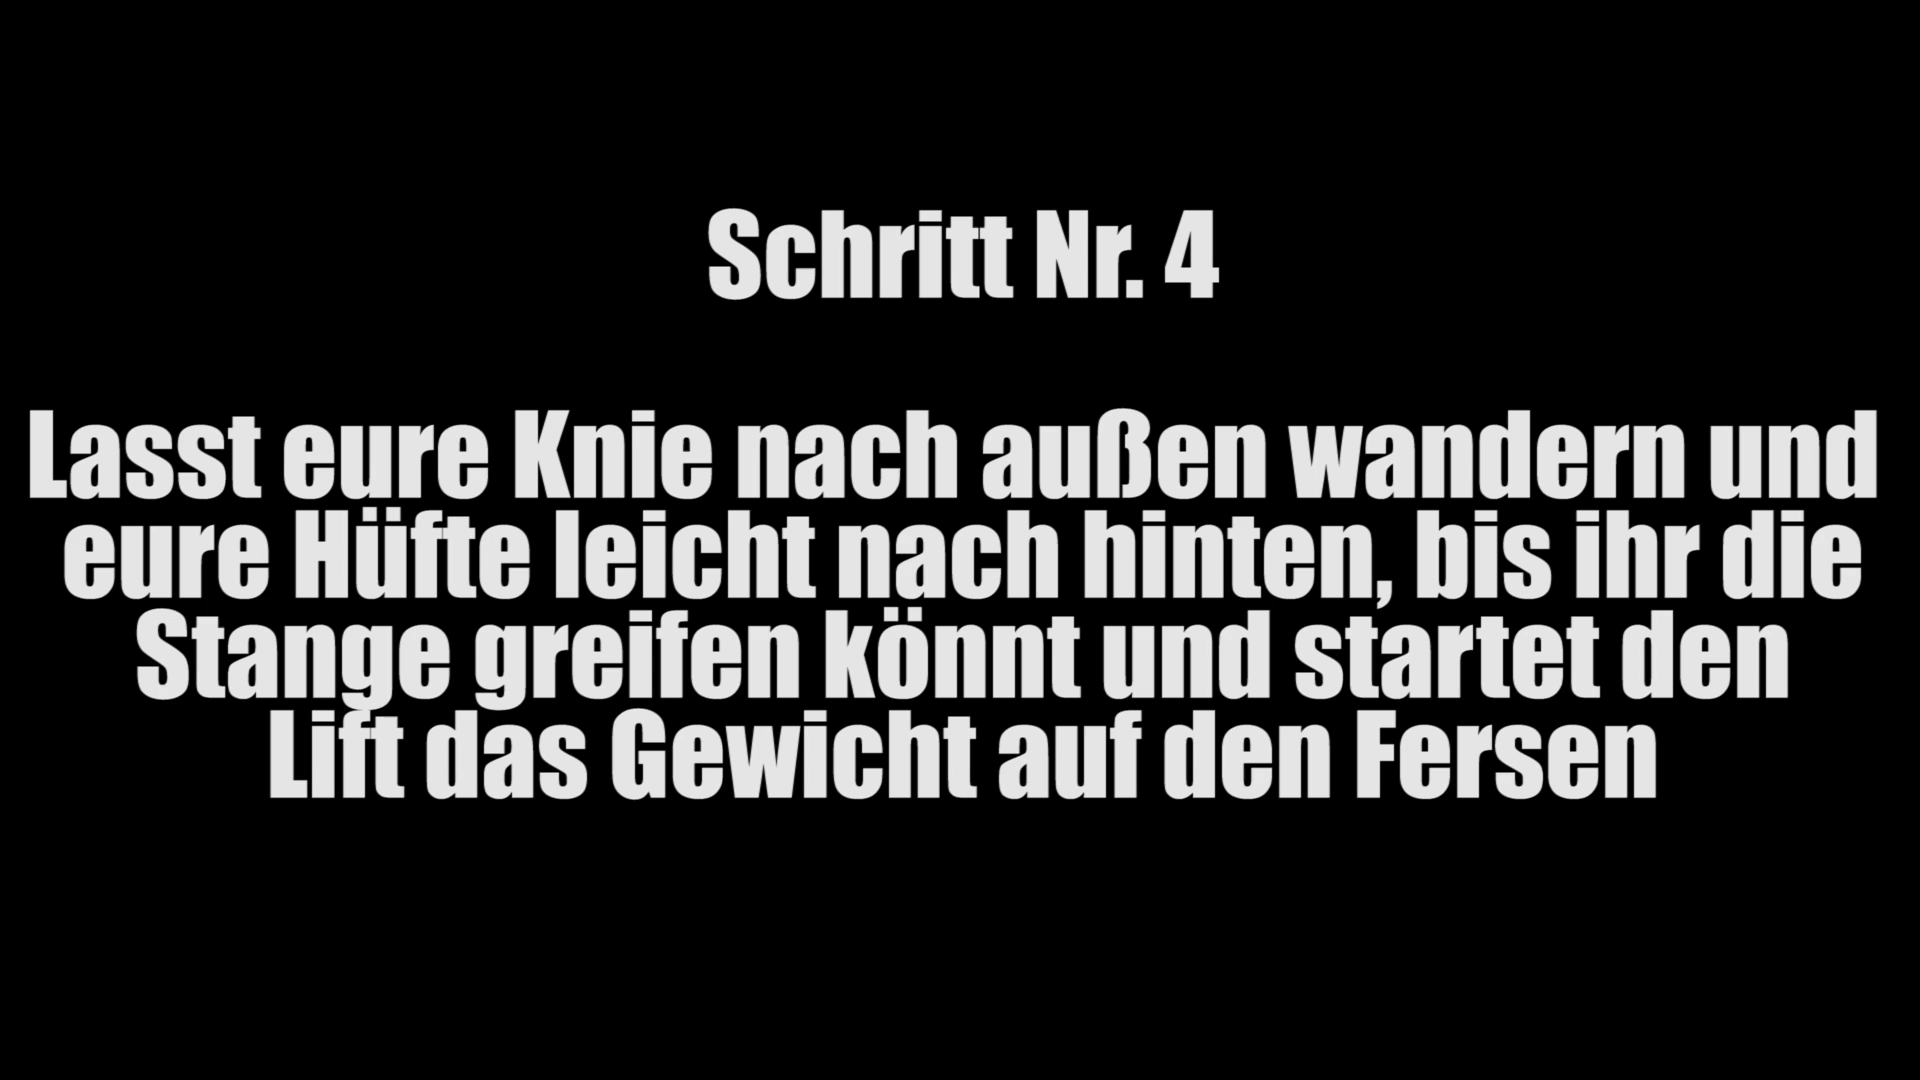 Schritt Nr. 4
Lasst eure Knie nach außen wandern und
eure Hüfte leicht nach hinten, bis ihr die
Stange greifen könnt und startet den
Lift das Gewicht auf den Fersen